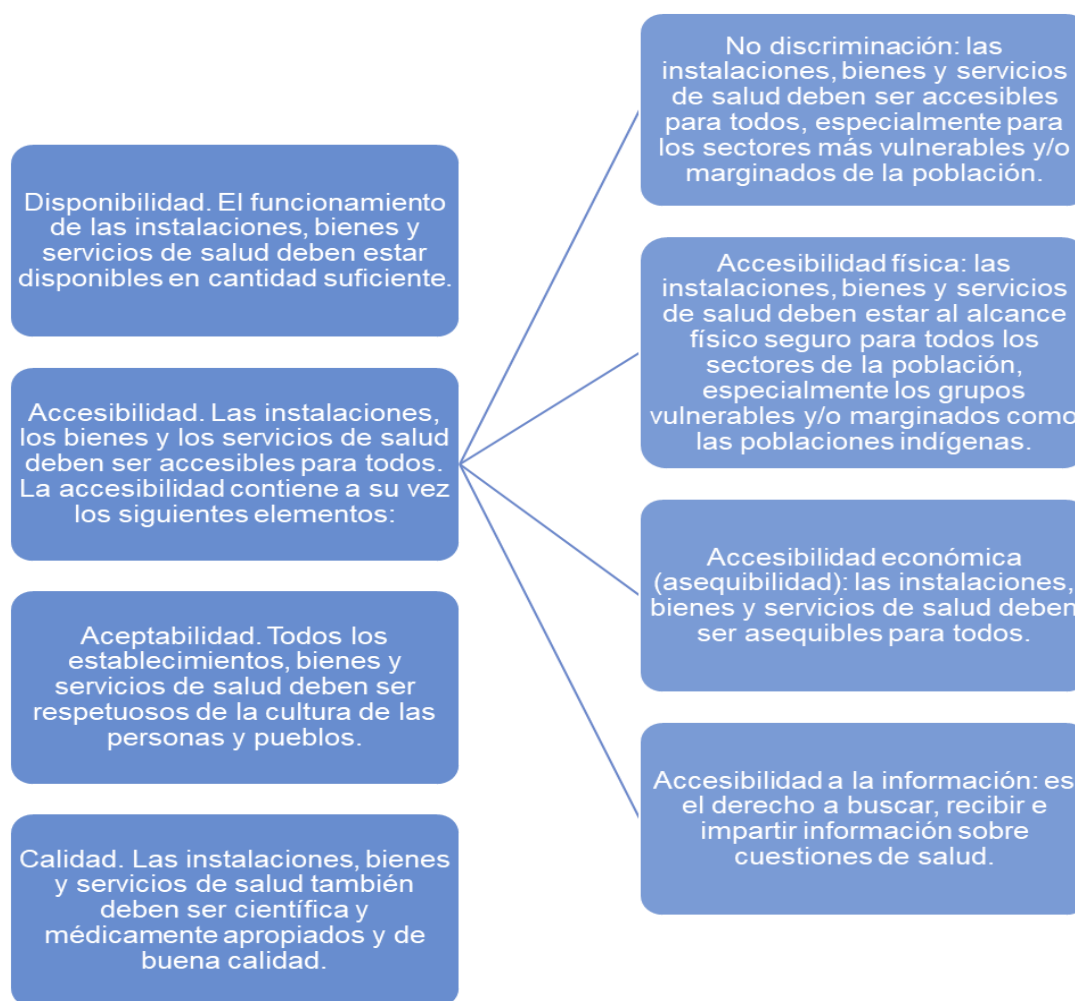 Disponibilidad. El funcionamiento
de las instalaciones, bienes y
servicios de salud deben estar
disponibles en cantidad suficiente.
Accesibilidad. Las instalaciones,
los bienes y los servicios de salud
deben ser accesibles para todos.
La accesibilidad contiene a su vez
los siguientes elementos:
Aceptabilidad. Todos los
establecimientos, bienes y
servicios de salud deben ser
respetuosos de la cultura de las
personas y pueblos.
Calidad. Las instalaciones, bienes
y servicios de salud también
deben ser científica y
médicamente apropiados y de
buena calidad.
No discriminación: las
instalaciones, bienes y servicios
de salud deben ser accesibles
para todos, especialmente para
los sectores más vulnerables y/o
marginados de la población.
Accesibilidad física: las
instalaciones, bienes y servicios
de salud deben estar al alcance
físico seguro para todos los
sectores de la población,
especialmente los grupos
vulnerables y/o marginados como
las poblaciones indígenas.
Accesibilidad económica
(asequibilidad): las instalaciones,
bienes y servicios de salud deben
ser asequibles para todos.
Accesibilidad a la información: es
el derecho a buscar, recibir e
impartir información sobre
cuestiones de salud.